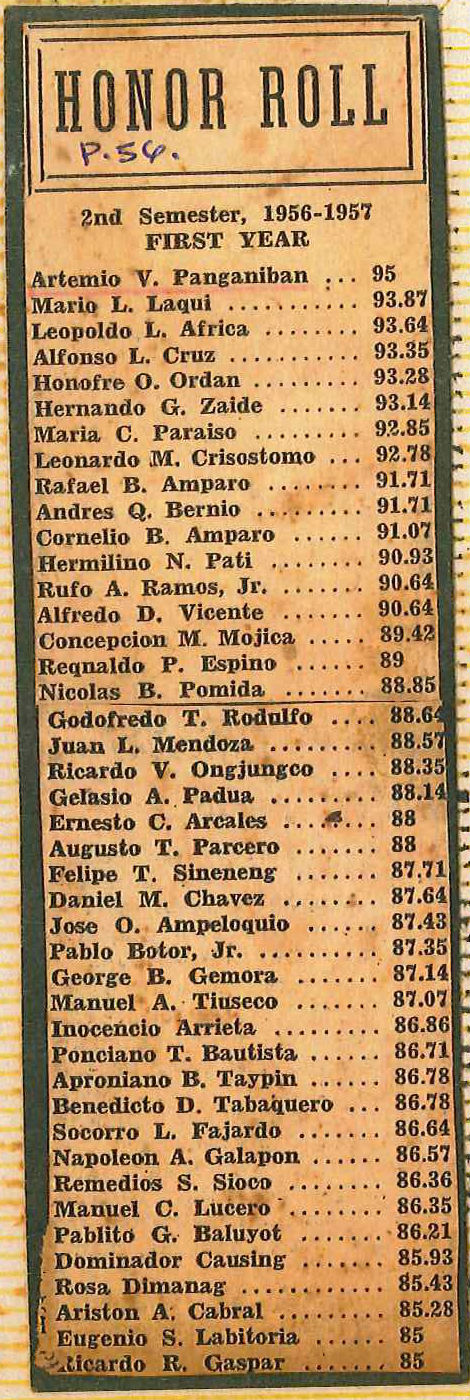 HONOR ROLL
P.56.
2nd Semester, 1956-1957
FIRST YEAR
Artemio V. Panganiban ... 95
Mario L. Laqui ............ 93.87
Leopoldo L. Africa ......... 93.64
Alfonso L. Cruz ........... 93.35
Honofre O. Ordan ......... 93.28
Hernando G. Zaide ....... 93.14
Maria C. Paraiso ......... 92.85
Leonardo M. Crisostomo ... 92.78
Rafael B. Amparo ........ 91.71
Andres Q. Bernio ......... 91.71
Cornelio B. Amparo ...... 91.07
Hermilino N. Pati ........ 90.93
Rufo A. Ramos, Jr. ....... 90.64
Alfredo D. Vicente ....... 90.64
Concepcion M. Mojica ..... 89.42
Reqnaldo P. Espino ...... 89
Nicolas B. Pomida ....... 88.85
Godofredo T. Rodulfo .... 88.64
Juan L. Mendoza ......... 88.57
Ricardo V. Ongjungco .... 88.35
Gelasio A. Padua ......... 88.14
Ernesto C. Arcales ....... 88
Augusto T. Parcero ....... 88
Felipe T. Sineneng ....... 87.71
Daniel M. Chavez ........ 87.64
Jose O. Ampeloquio ...... 87.43
Pablo Botor, Jr. .......... 87.35
George B. Gemora ....... 87.14
Manuel A. Tiuseco ....... 87.07
Inocencio Arrieta ......... 86.86
Ponciano T. Bautista ...... 86.71
Aproniano B. Taypin ...... 86.78
Benedicto D. Tabaquero ... 86.78
Socorro L. Fajardo ....... 86.64
Napoleon A. Galapon ...... 86.57
Remedios S. Sioco ........ 86.36
Manuel C. Lucero ........ 86.35
Pablito G. Baluyot ....... 86.21
Dominador Causing ....... 85.93
Rosa Dimanag ............ 85.43
Ariston A. Cabral ......... 85.28
Eugenio S. Labitoria ...... 85
Ricardo R. Gaspar ....... 85